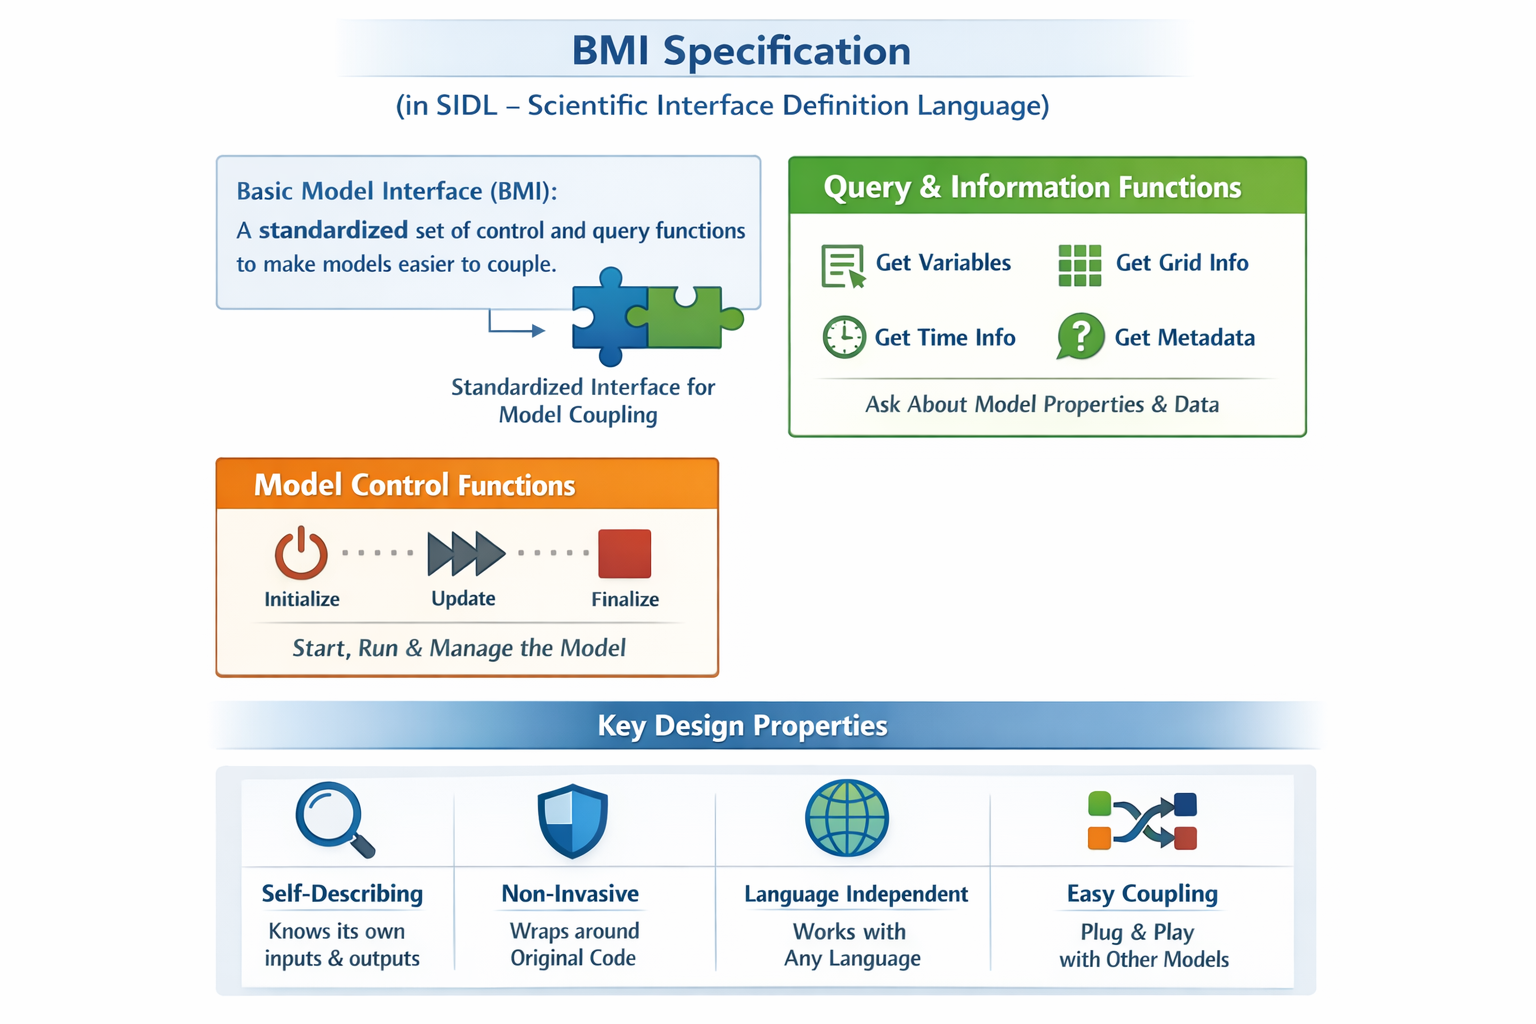 BMI Specification
(in SIDL – Scientific Interface Definition Language)
Basic Model Interface (BMI):
A standardized set of control and query functions
to make models easier to couple.
Standardized Interface for
Model Coupling
Query & Information Functions
Get Variables
Get Grid Info
Get Time Info
? Get Metadata
Ask About Model Properties & Data
Model Control Functions
Initialize
Update
Finalize
Start, Run & Manage the Model
Key Design Properties
Self-Describing
Knows its own
inputs & outputs
Non-Invasive
Wraps around
Original Code
Language Independent
Works with
Any Language
Easy Coupling
Plug & Play
with Other Models